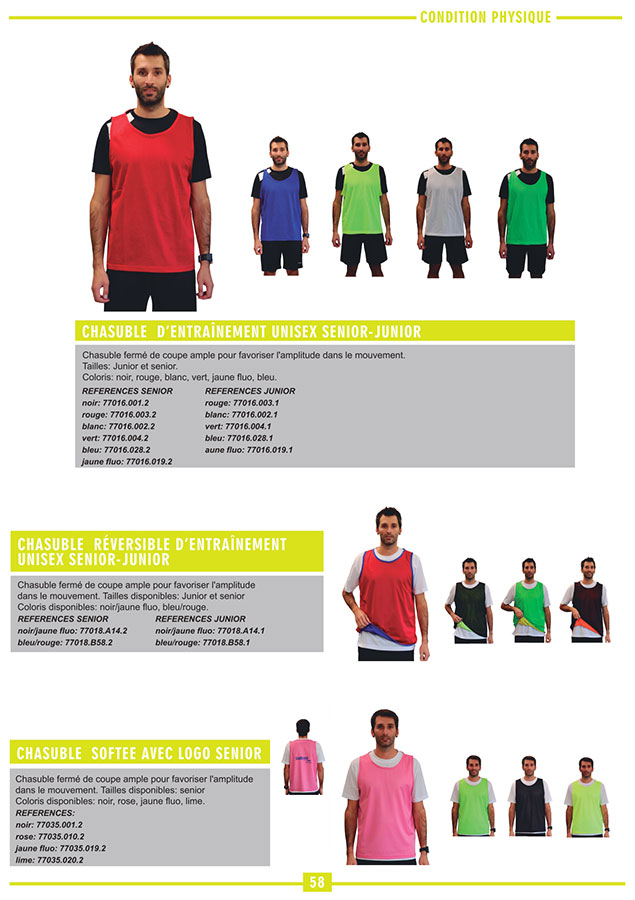 CONDITION PHYSIQUE
CHASUBLE D'ENTRAÎNEMENT UNISEX SENIOR-JUNIOR
Chasuble fermé de coupe ample pour favoriser l'amplitude dans le mouvement.
Tailles: Junior et senior.
Coloris: noir, rouge, blanc, vert, jaune fluo, bleu.
REFERENCES SENIOR
noir: 77016.001.2
rouge: 77016.003.2
blanc: 77016.002.2
vert: 77016.004.2
bleu: 77016.028.2
jaune fluo: 77016.019.2
REFERENCES JUNIOR
rouge: 77016.003.1
blanc: 77016.002.1
vert: 77016.004.1
bleu: 77016.028.1
aune fluo: 77016.019.1
CHASUBLE RÉVERSIBLE D'ENTRAÎNEMENT
UNISEX SENIOR-JUNIOR
Chasuble fermé de coupe ample pour favoriser l'amplitude
dans le mouvement. Tailles disponibles: Junior et senior
Coloris disponibles: noir/jaune fluo, bleu/rouge.
REFERENCES SENIOR
noir/jaune fluo: 77018.A14.2
bleu/rouge: 77018.B58.2
REFERENCES JUNIOR
noir/jaune fluo: 77018.A14.1
bleu/rouge: 77018.B58.1
CHASUBLE SOFTEE AVEC LOGO SENIOR
Chasuble fermé de coupe ample pour favoriser l'amplitude
dans le mouvement. Tailles disponibles: senior
Coloris disponibles: noir, rose, jaune fluo, lime.
REFERENCES:
noir: 77035.001.2
rose: 77035.010.2
jaune fluo: 77035.019.2
lime: 77035.020.2
58